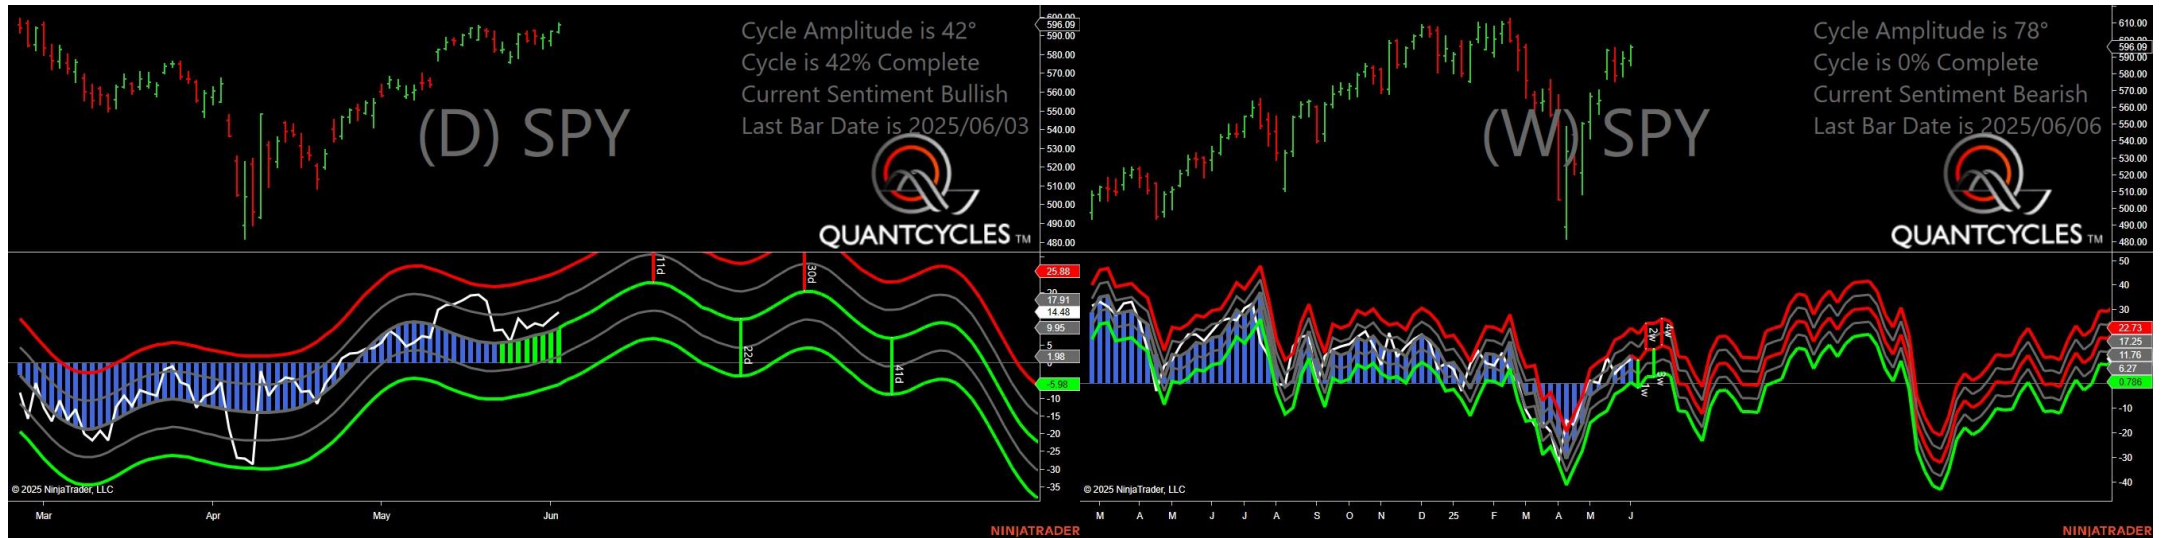 Cycle Amplitude is 42°
Cycle is 42% Complete
Current Sentiment Bullish
Last Bar Date is 2025/06/03
(D) SPY
QUANTCYCLES TM
600.00
596.09
590.00
580.00
570.00
560.00
550.00
540.00
530.00
520.00
510.00
500.00
490.00
480.00
11d
30d
22d
41d
25.88
20
17.91
14.48
9.95
5
1.98
0
-5.98
-10
-15
-20
-25
-30
-35
© 2025 NinjaTrader, LLC
Mar Apr May Jun
NINJATRADER
Cycle Amplitude is 78°
Cycle is 0% Complete
Current Sentiment Bearish
Last Bar Date is 2025/06/06
(W) SPY
QUANTCYCLES TM
610.00
596.09
590.00
580.00
570.00
560.00
550.00
540.00
530.00
520.00
510.00
500.00
490.00
480.00
2w
4w
1w
50
40
30
22.73
17.25
11.76
6.27
0.786
-10
-20
-30
-40
© 2025 NinjaTrader, LLC
M A M J J A S O N D 25 F M A M J
NINJATRADER